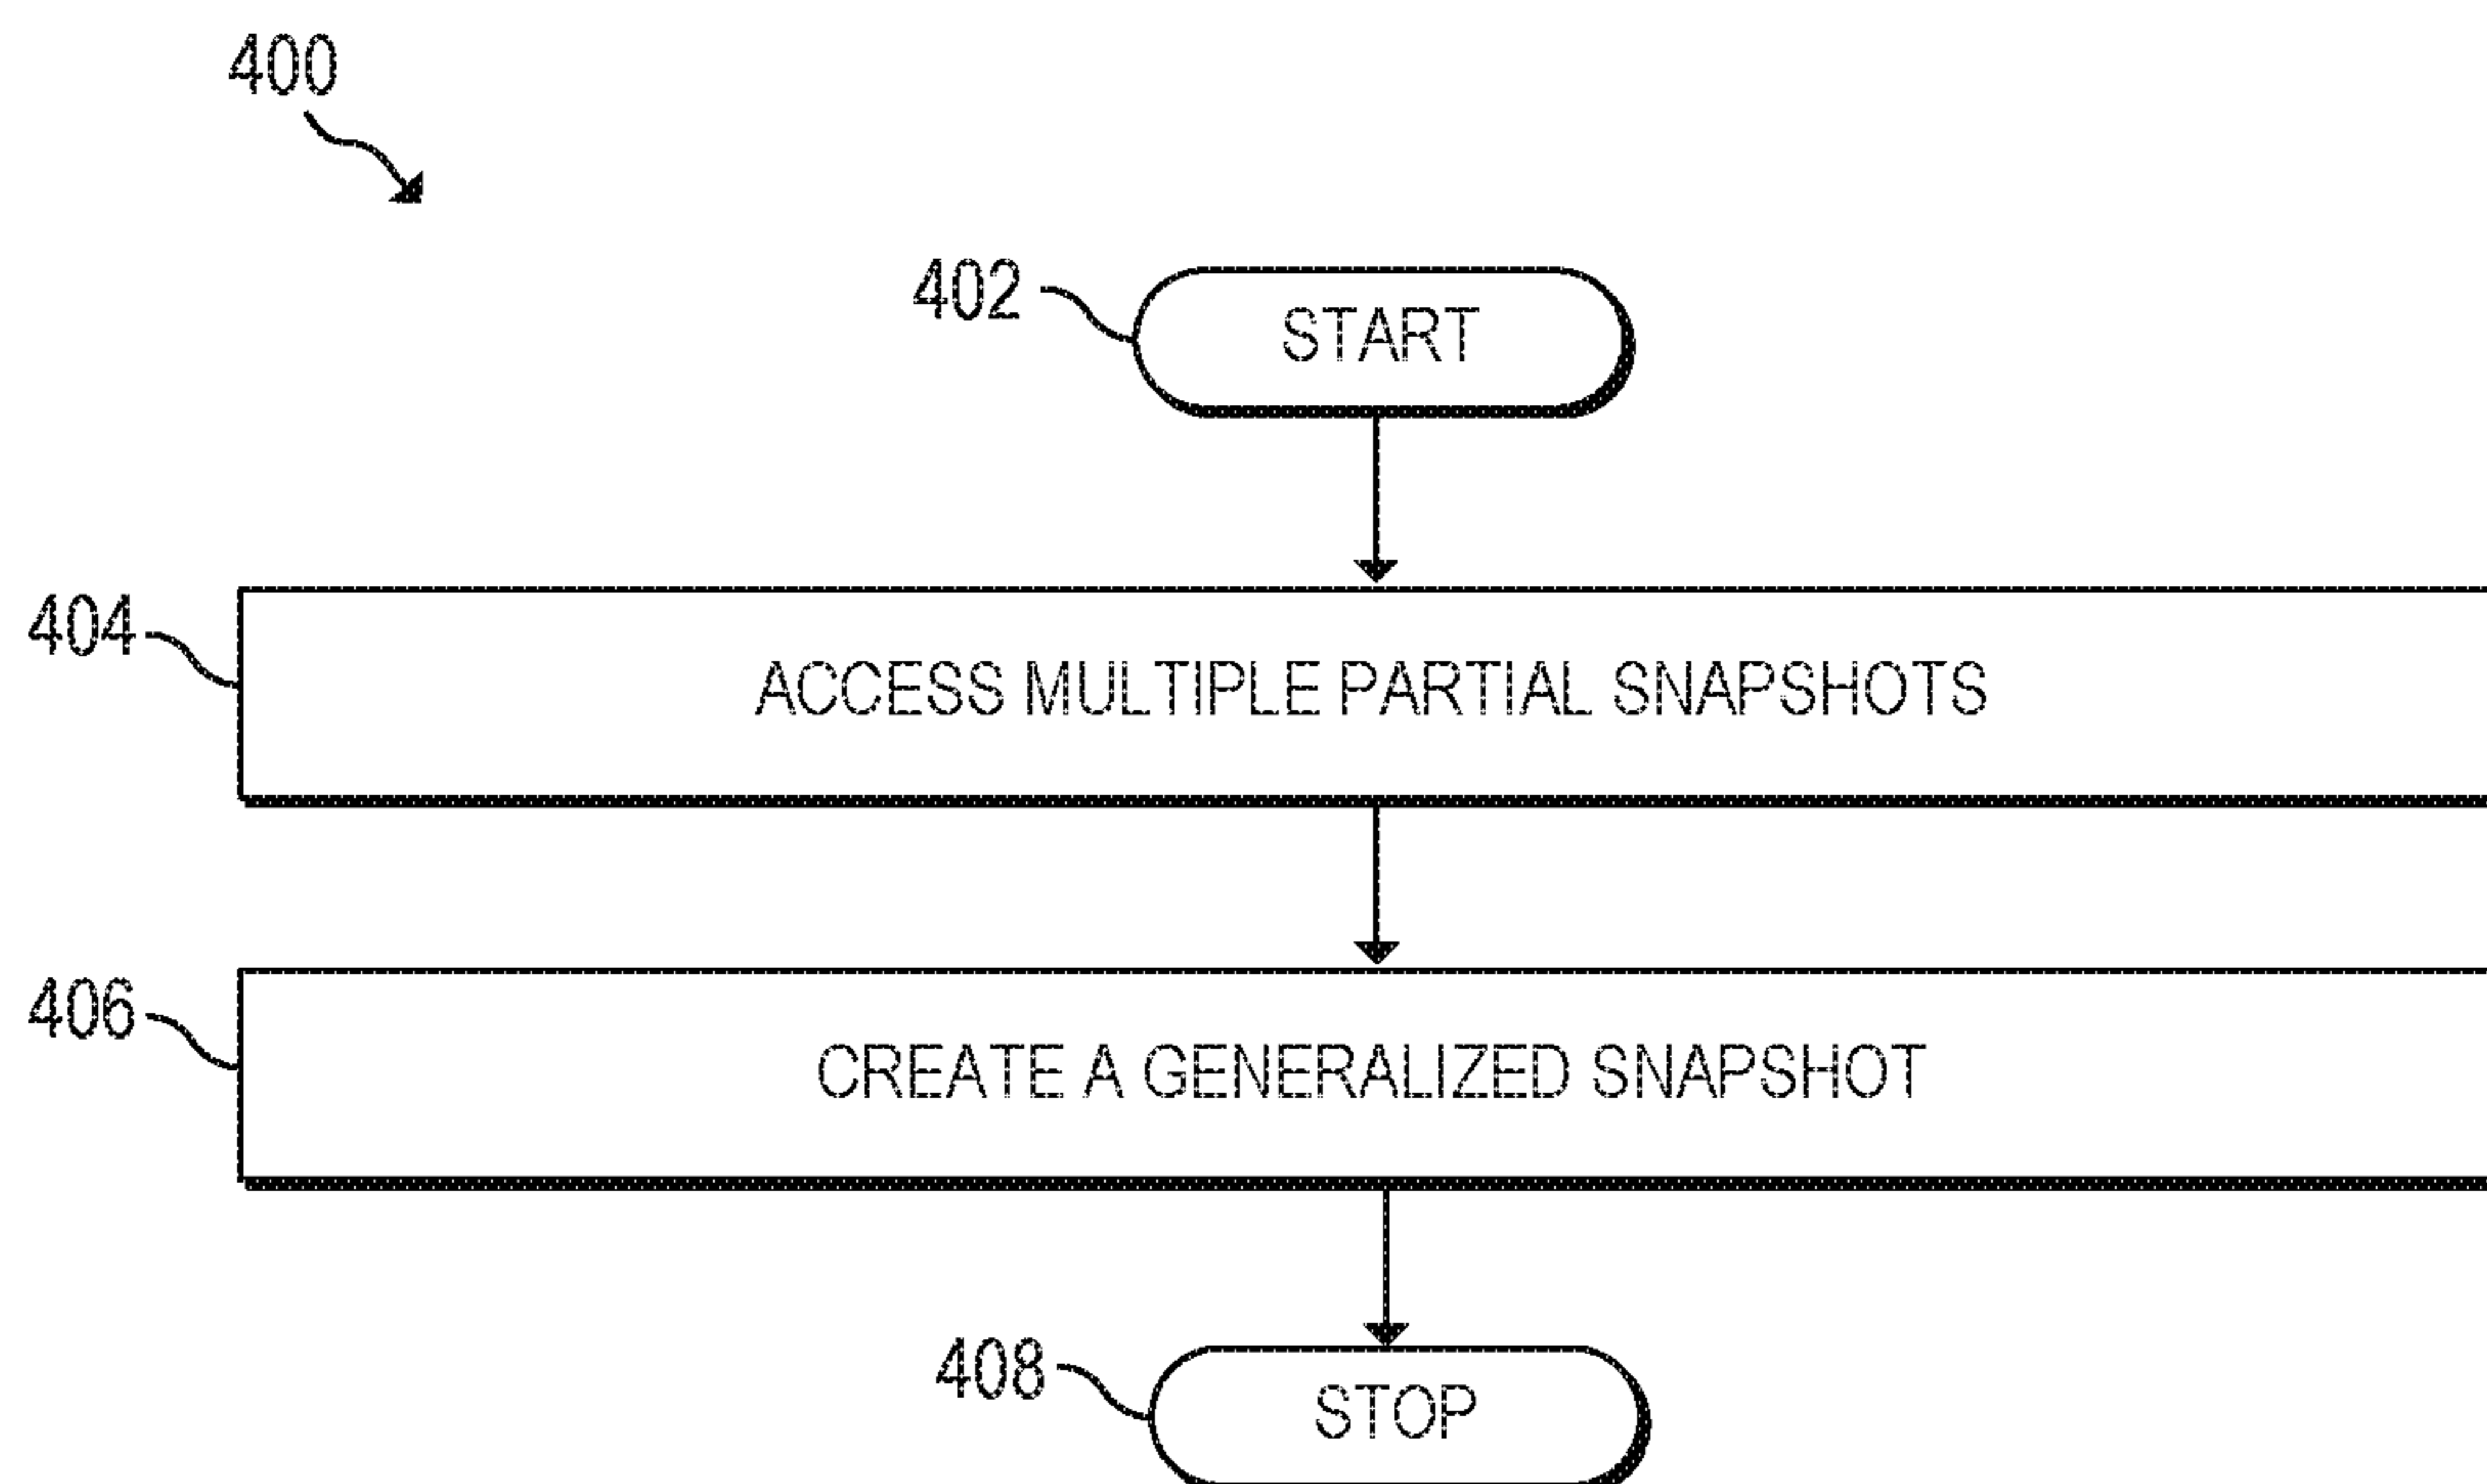 400
402
START
404
ACCESS MULTIPLE PARTIAL SNAPSHOTS
406
CREATE A GENERALIZED SNAPSHOT
408
STOP